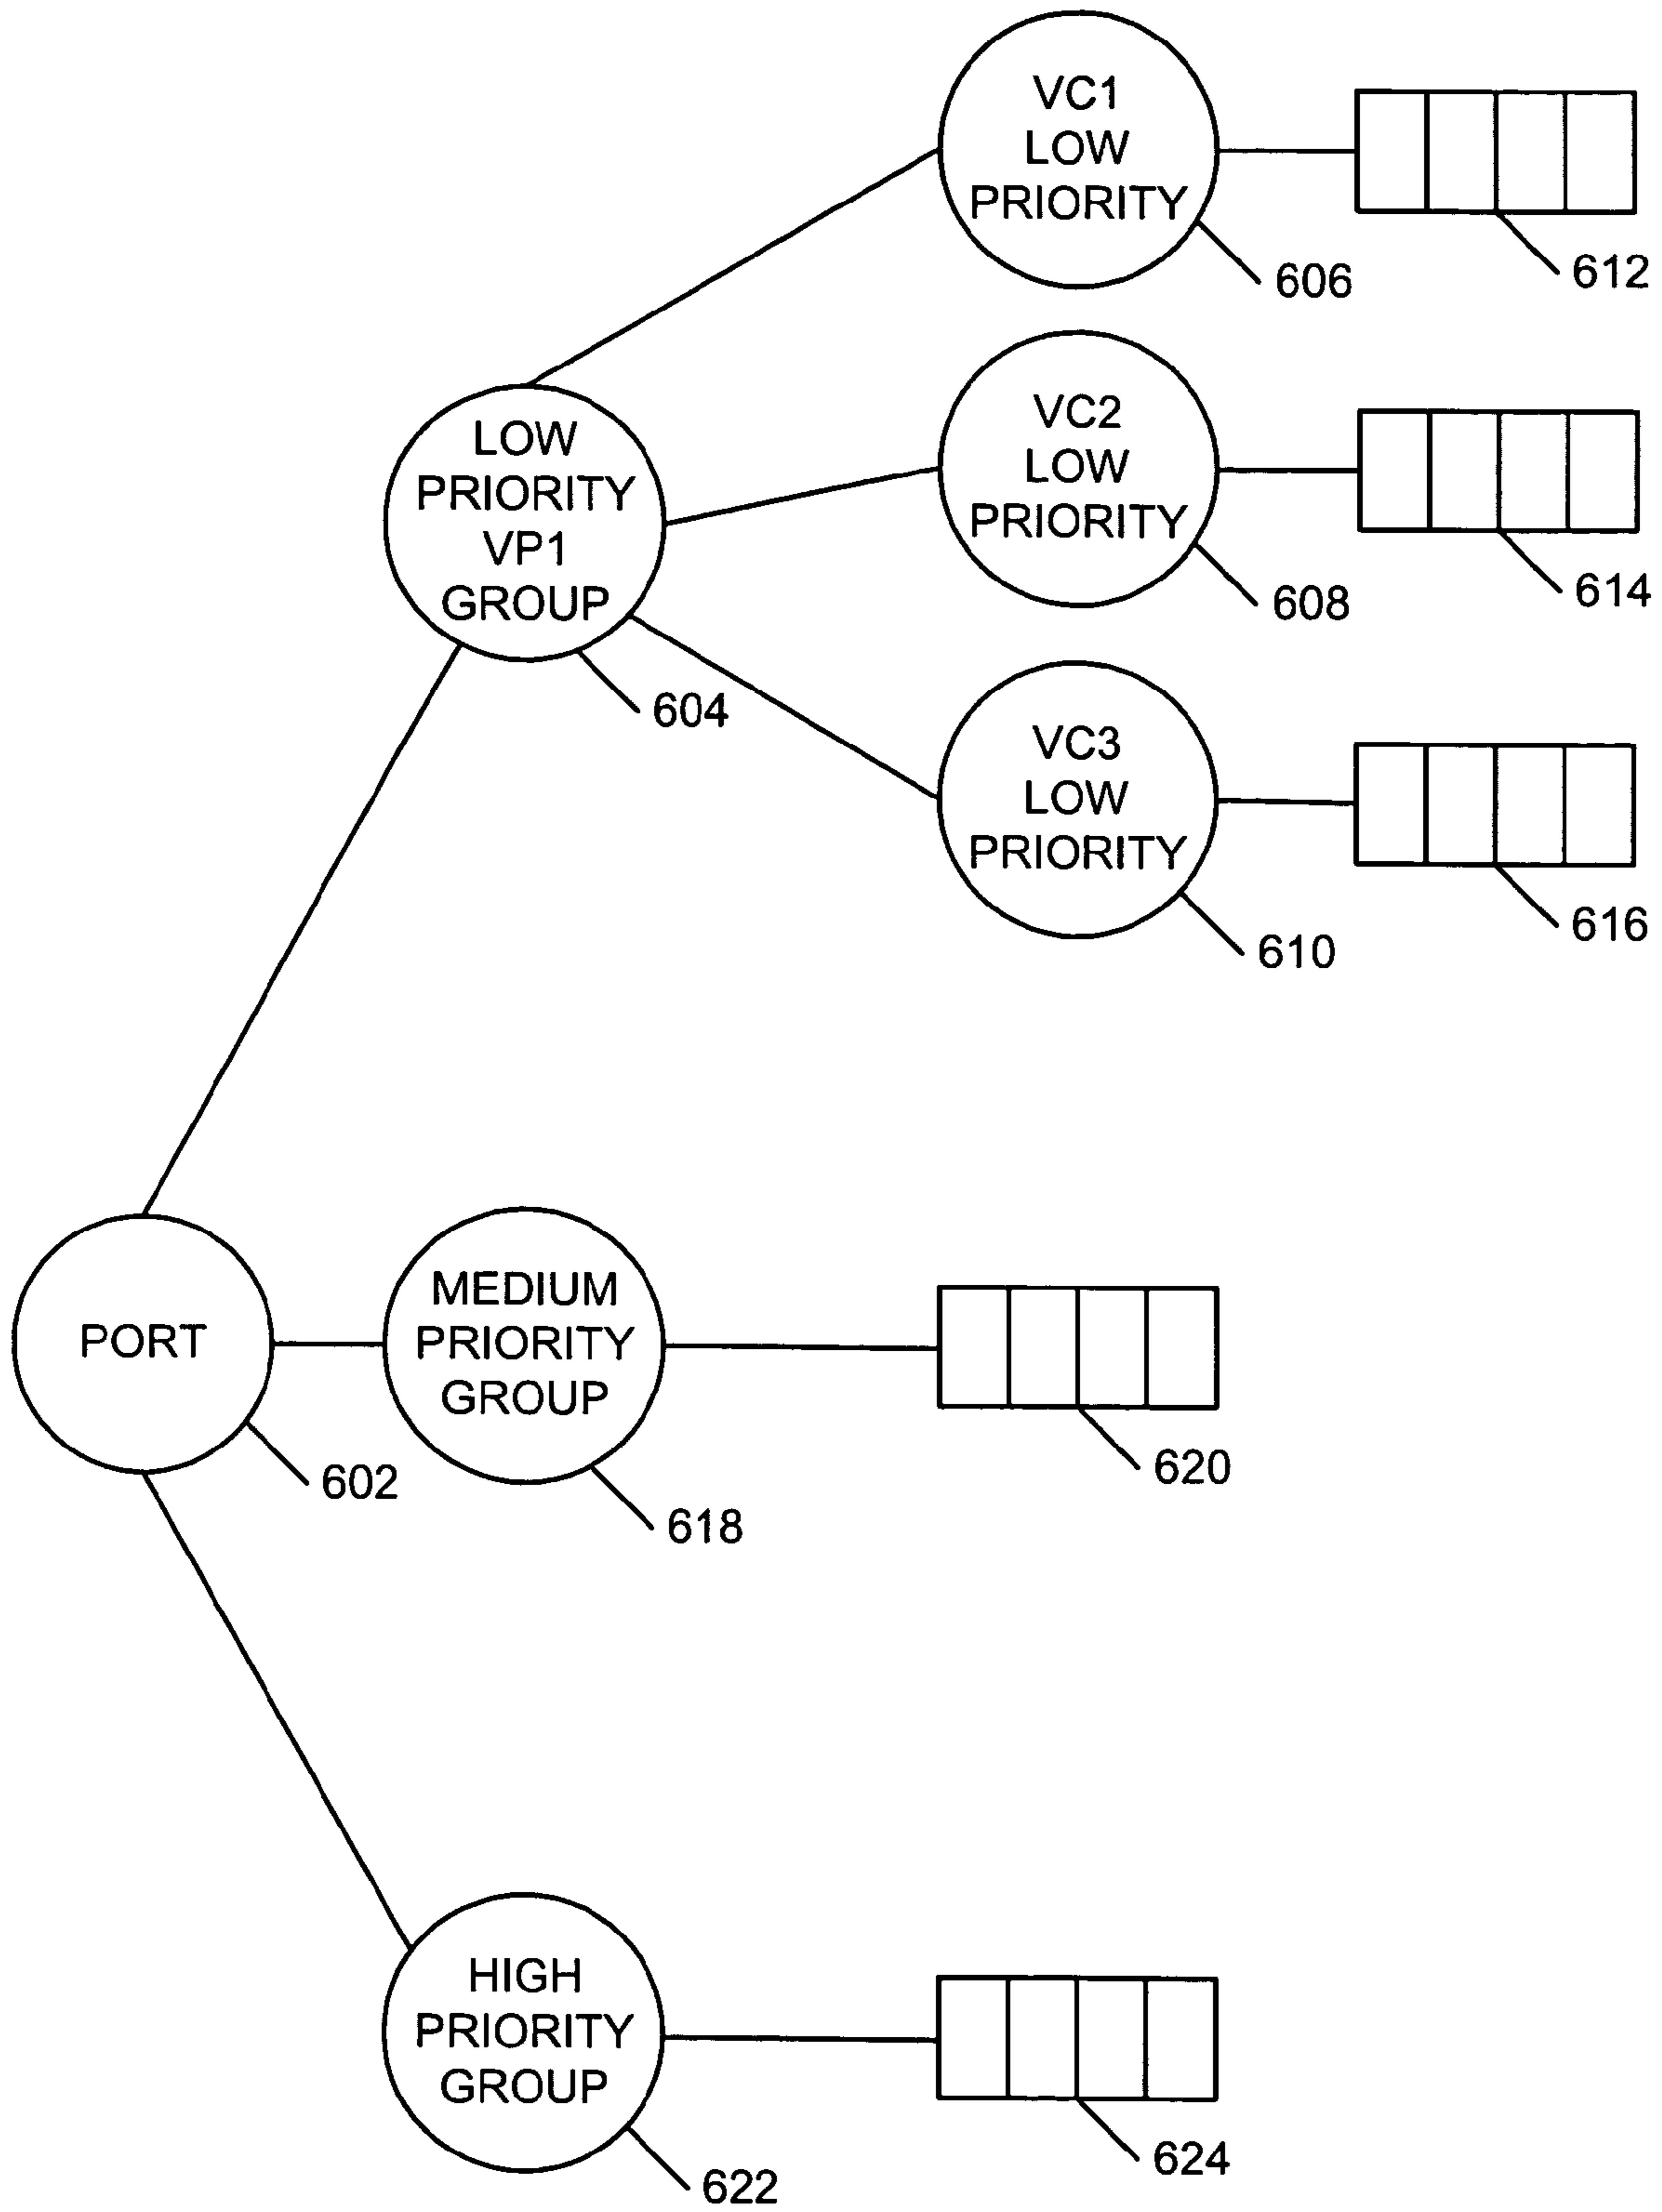 VC1
LOW
PRIORITY
606
612
VC2
LOW
PRIORITY
608
614
LOW
PRIORITY
VP1
GROUP
604
VC3
LOW
PRIORITY
610
616
PORT
602
MEDIUM
PRIORITY
GROUP
618
620
HIGH
PRIORITY
GROUP
622
624